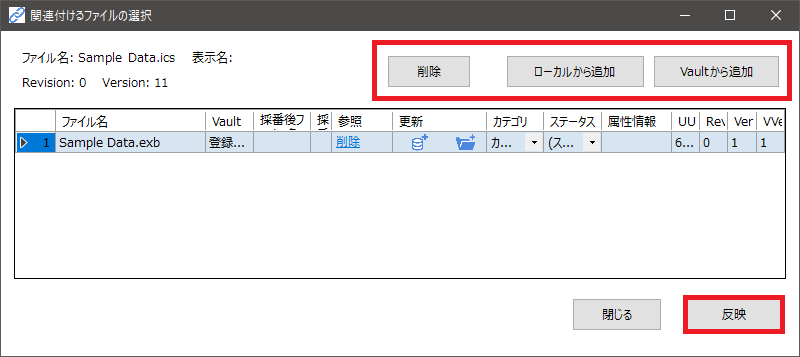 関連付けるファイルの選択
ファイル名: Sample Data.ics 表示名:
Revision: 0 Version: 11
削除 ローカルから追加 Vaultから追加
ファイル名 Vault 採番後フ 採 参照 更新 カテゴリ ステータス 属性情報 UU Rev Ver VVe
1 Sample Data.exb 登録... 削除 カ... (ス... 6... 0 1 1
閉じる 反映